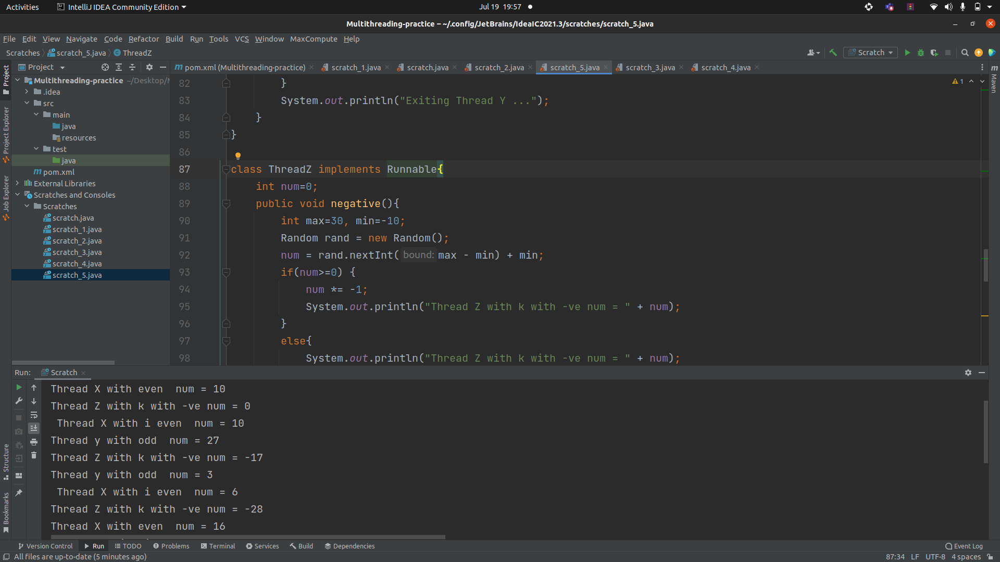 Activities IntelliJ IDEA Community Edition Jul 19 19:57
Multithreading-practice – ~/.config/JetBrains/IdeaIC2021.3/scratches/scratch_5.java
File Edit View Navigate Code Refactor Build Run Tools VCS Window MaxCompute Help
Scratches scratch_5.java ThreadZ Scratch
Project
pom.xml (Multithreading-practice) scratch_1.java scratch.java scratch_2.java scratch_5.java scratch_3.java scratch_4.java
Project
Project Explorer
Job Explorer
Structure
Bookmarks
Maven
Multithreading-practice ~/Desktop/
.idea
src
main
java
resources
test
java
pom.xml
External Libraries
Scratches and Consoles
Scratches
scratch.java
scratch_1.java
scratch_2.java
scratch_3.java
scratch_4.java
scratch_5.java
1
82 }
83 System.out.println("Exiting Thread Y ...");
84 }
85 }
86
87 class ThreadZ implements Runnable{
88 int num=0;
89 public void negative(){
90 int max=30, min=-10;
91 Random rand = new Random();
92 num = rand.nextInt( bound: max - min) + min;
93 if(num>=0) {
94 num *= -1;
95 System.out.println("Thread Z with k with -ve num = " + num);
96 }
97 else{
98 System.out.println("Thread Z with k with -ve num = " + num);
Run: Scratch
Thread X with even  num = 10
Thread Z with k with -ve num = 0
 Thread X with i even  num = 10
Thread y with odd  num = 27
Thread Z with k with -ve num = -17
Thread y with odd  num = 3
 Thread X with i even  num = 6
Thread Z with k with -ve num = -28
Thread X with even  num = 16
Version Control Run TODO Problems Terminal Services Build Dependencies Event Log
All files are up-to-date (5 minutes ago) 87:34 LF UTF-8 4 spaces